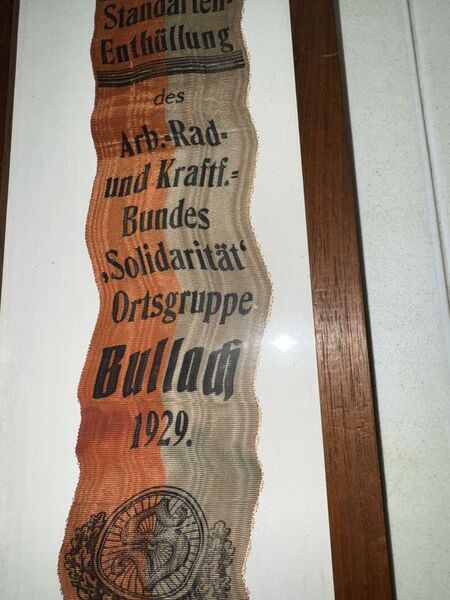 Standarten-
Enthüllung
des
Arb.-Rad-
und Kraftf.-
Bundes
‚Solidarität‘
Ortsgruppe
Bullach
1929.